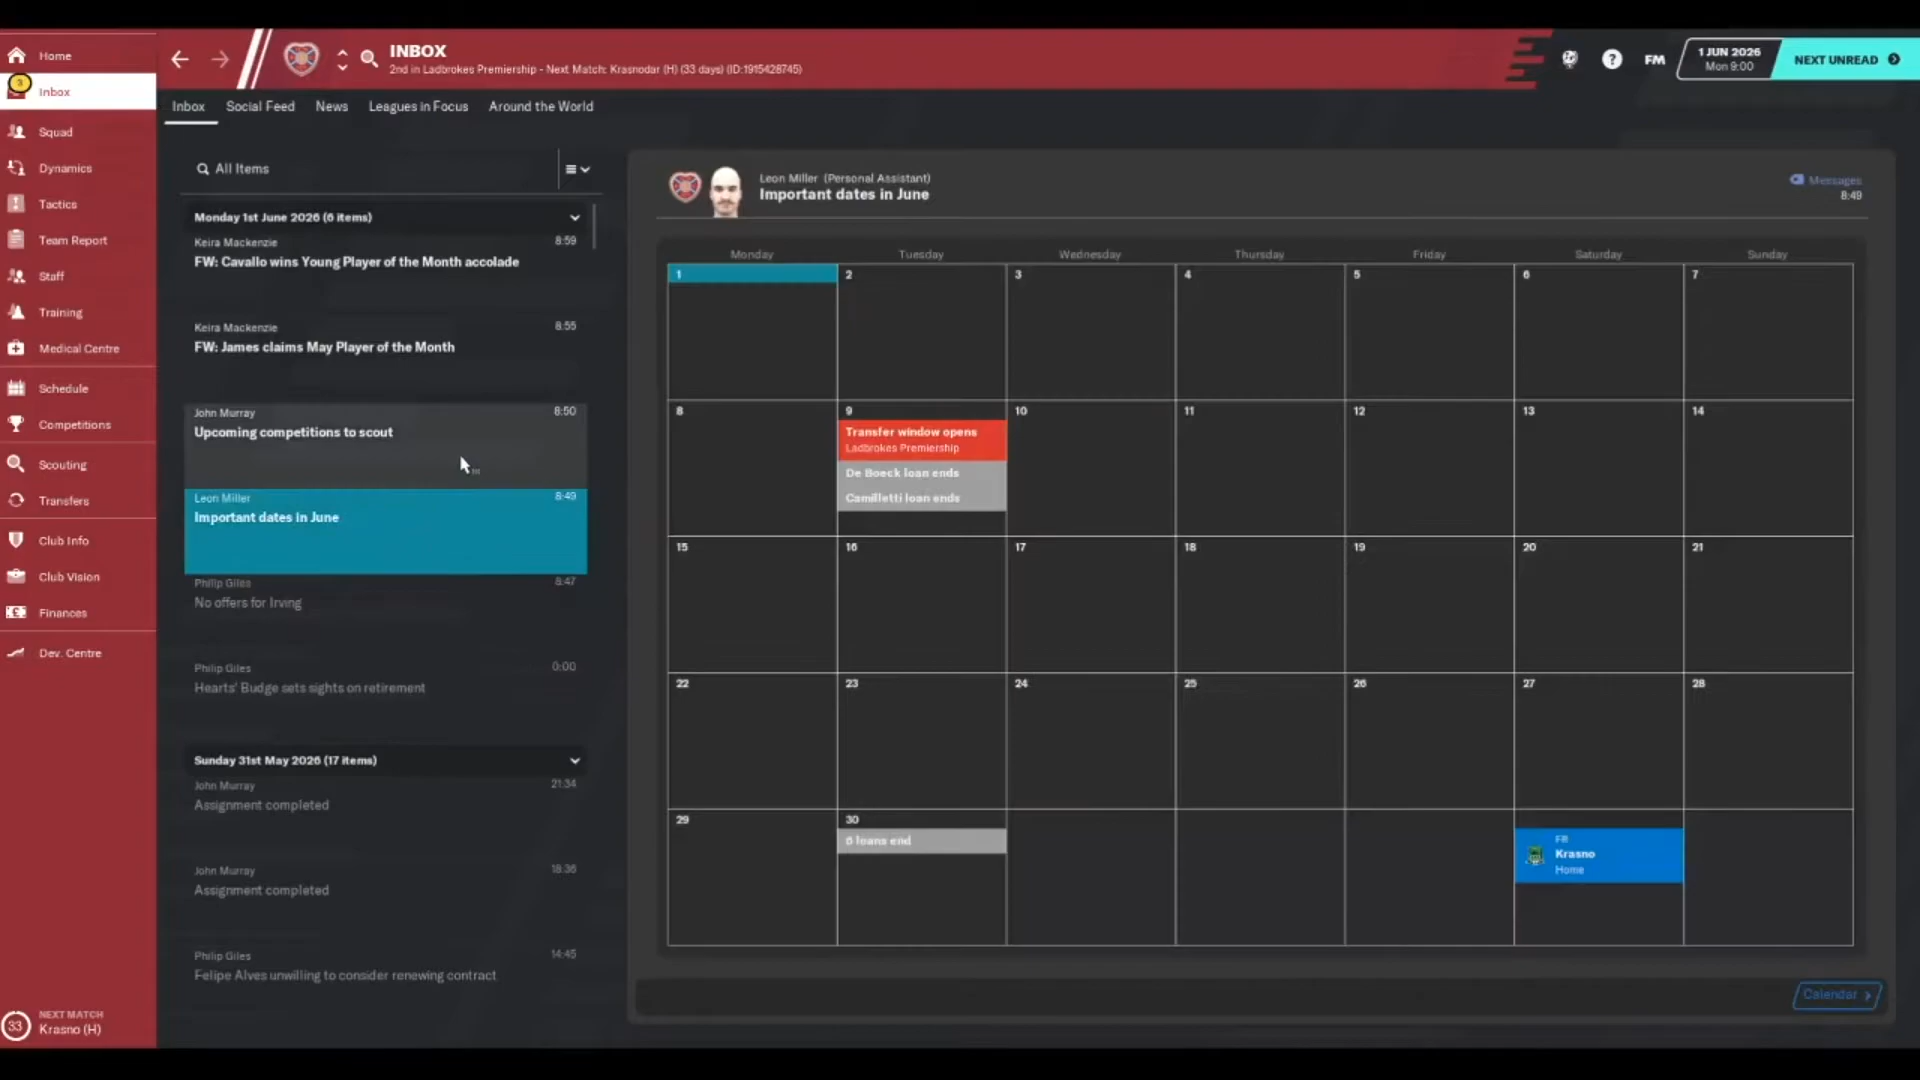 Home
3
Inbox
Squad
Dynamics
Tactics
Team Report
Staff
Training
Medical Centre
Schedule
Competitions
Scouting
Transfers
Club Info
Club Vision
Finances
Dev. Centre
33
NEXT MATCH
Krasno (H)
INBOX
2nd in Ladbrokes Premiership - Next Match: Krasnodar (H) (33 days) (ID:1915428745)
?
FM
1 JUN 2026
Mon 9:00
NEXT UNREAD
Inbox Social Feed News Leagues in Focus Around the World
All Items
Monday 1st June 2026 (6 items)
Keira Mackenzie 8:59
FW: Cavallo wins Young Player of the Month accolade
Keira Mackenzie 8:55
FW: James claims May Player of the Month
John Murray 8:50
Upcoming competitions to scout
Leon Miller 8:49
Important dates in June
Philip Giles 8:47
No offers for Irving
Philip Giles 0:00
Hearts' Budge sets sights on retirement
Sunday 31st May 2026 (17 items)
John Murray 21:34
Assignment completed
John Murray 18:36
Assignment completed
Philip Giles 14:45
Felipe Alves unwilling to consider renewing contract
Leon Miller (Personal Assistant)
Important dates in June
Messages
8:49
Monday Tuesday Wednesday Thursday Friday Saturday Sunday
1 2 3 4 5 6 7
8 9 10 11 12 13 14
Transfer window opens
Ladbrokes Premiership
De Boeck loan ends
Camilletti loan ends
15 16 17 18 19 20 21
22 23 24 25 26 27 28
29 30
6 loans end
Krasno
Home
Calendar